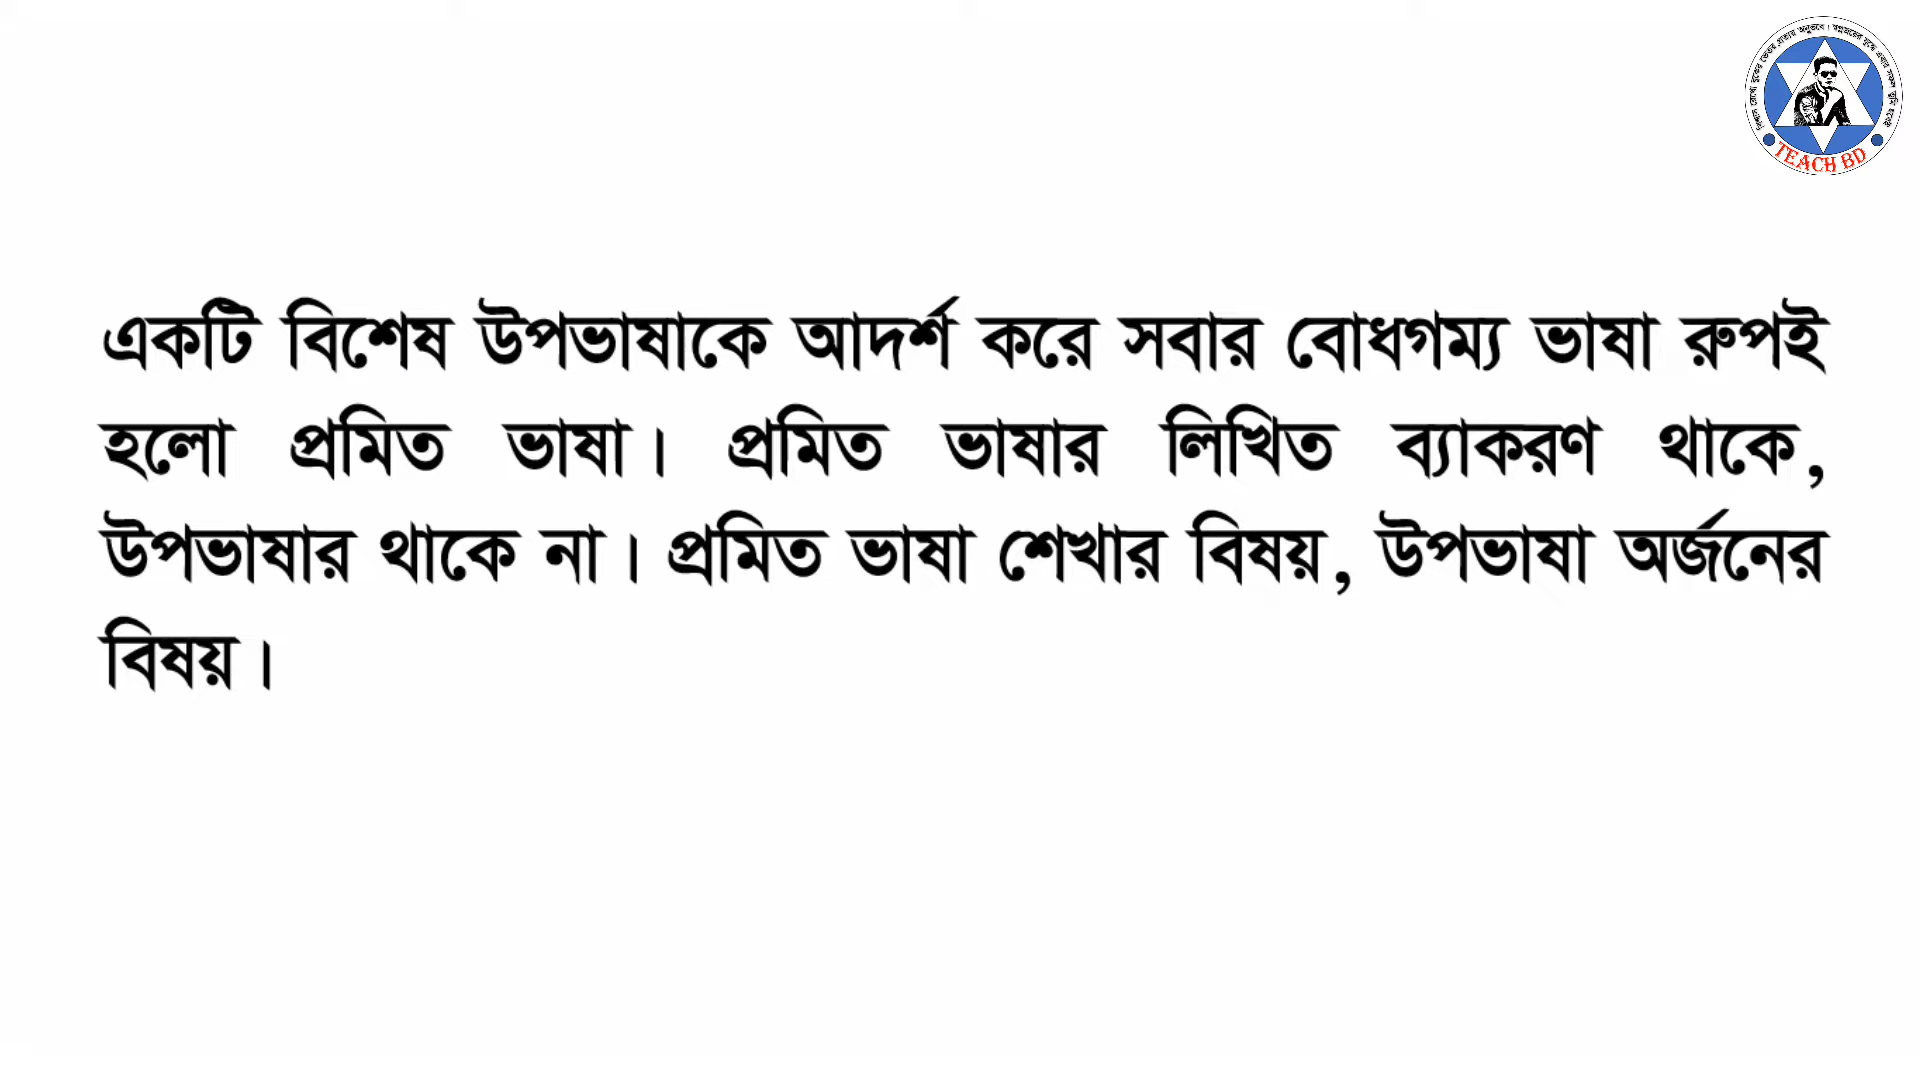 একটি বিশেষ উপভাষাকে আদর্শ করে সবার বোধগম্য ভাষা রুপই
হলো প্রমিত ভাষা। প্রমিত ভাষার লিখিত ব্যাকরণ থাকে,
উপভাষার থাকে না। প্রমিত ভাষা শেখার বিষয়, উপভাষা অর্জনের
বিষয়।
TEACH BD